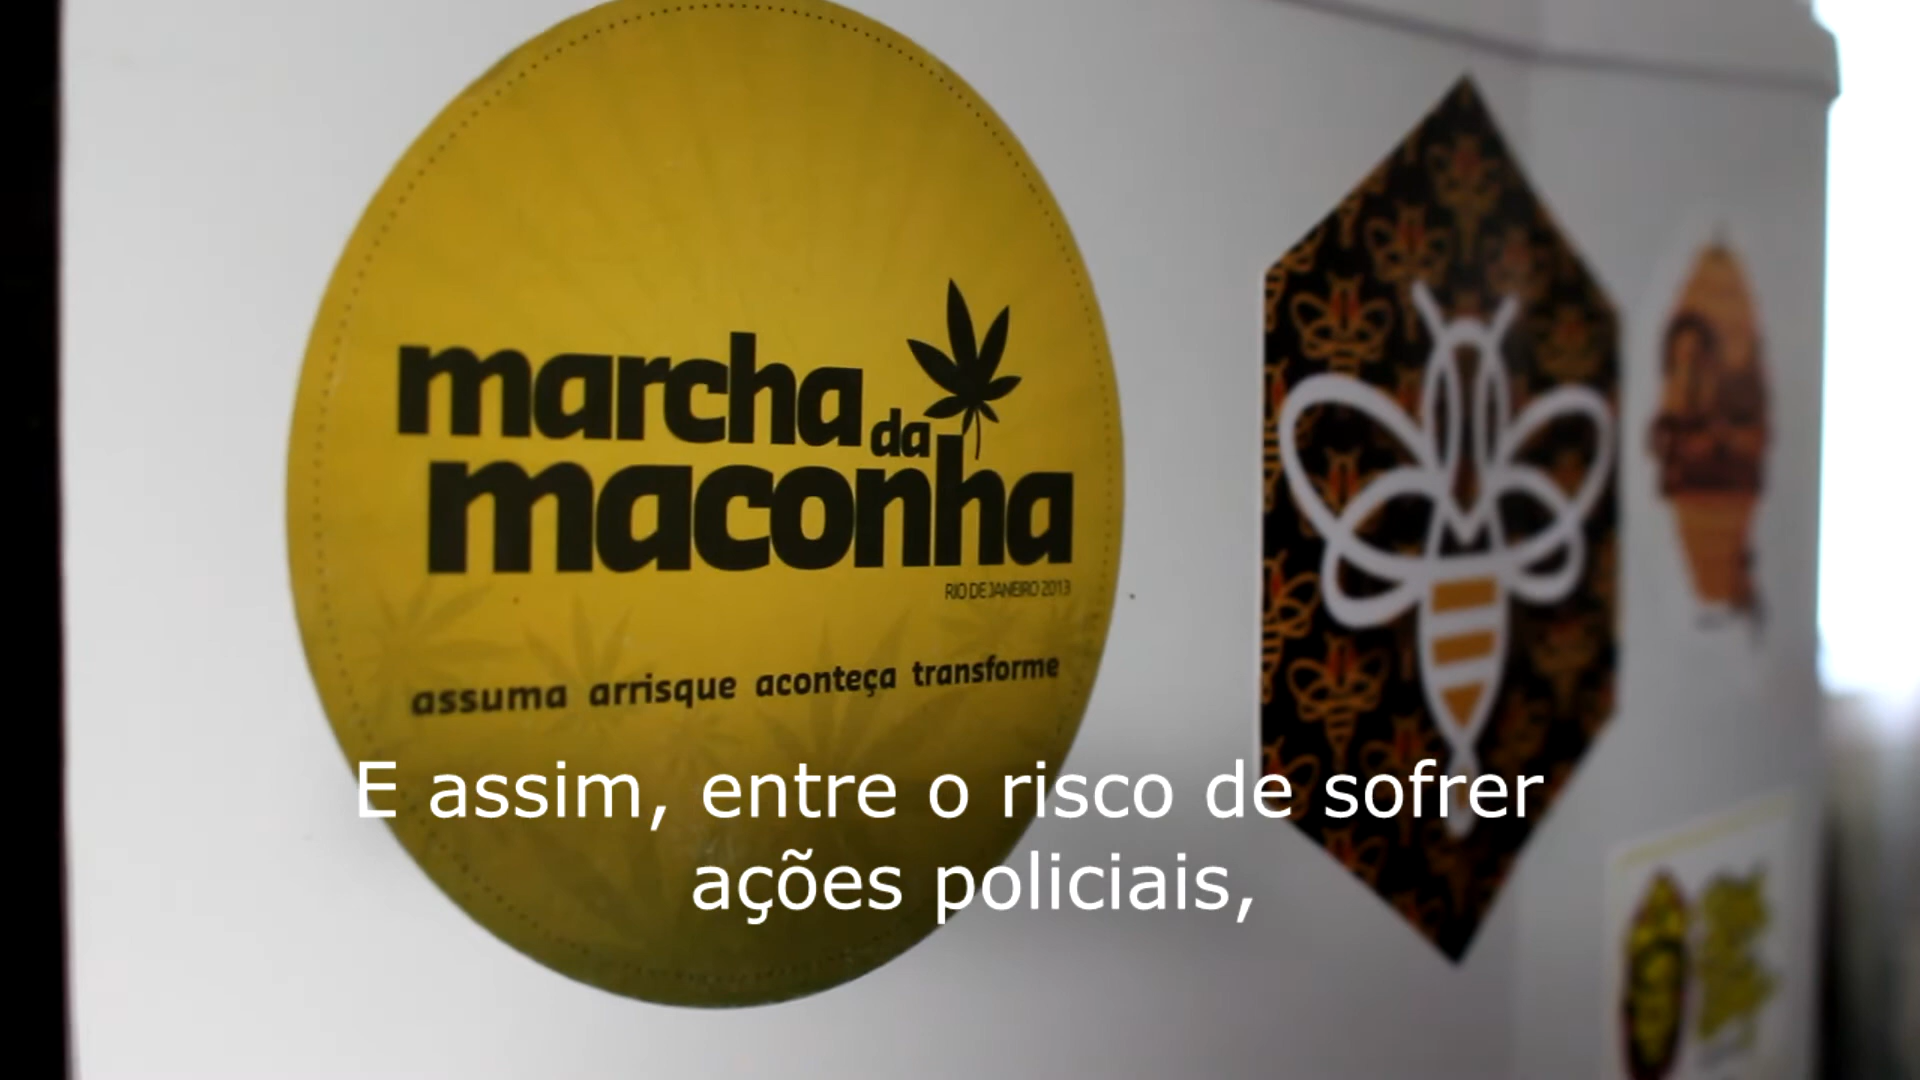 marcha da
maconha
RIO DE JANEIRO 2013
assuma arrisque aconteça transforme
E assim, entre o risco de sofrer
ações policiais,